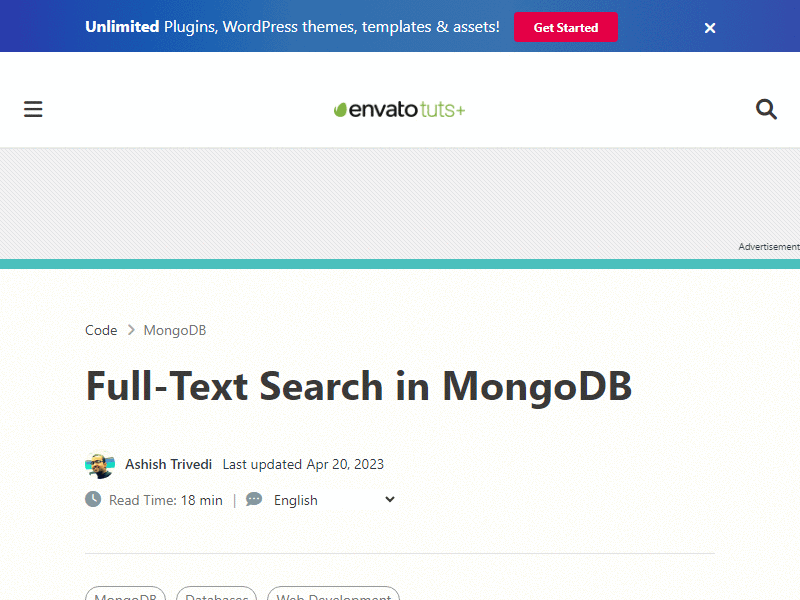 Unlimited Plugins, WordPress themes, templates & assets! Get Started
envato tuts+
Advertisement
Code > MongoDB
Full-Text Search in MongoDB
Ashish Trivedi Last updated Apr 20, 2023
Read Time: 18 min | English
MongoDB Databases Web Development